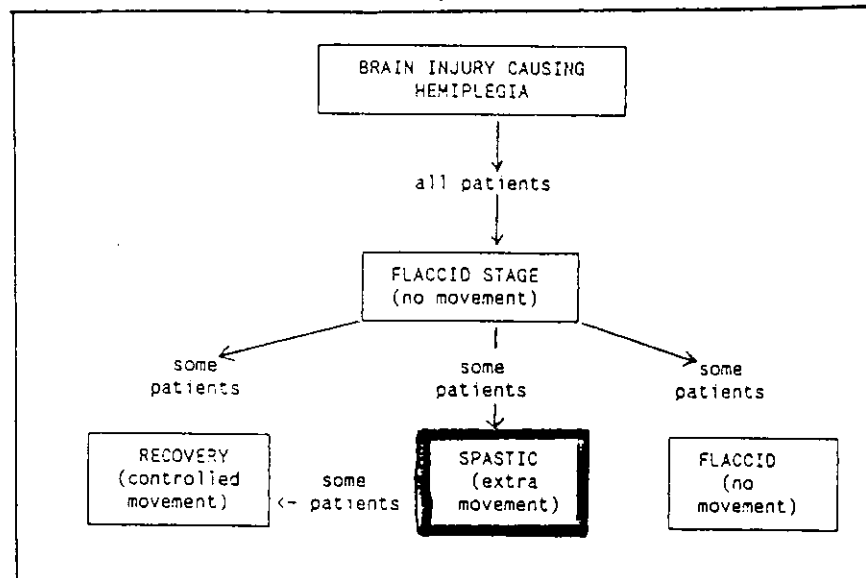 BRAIN INJURY CAUSING
HEMIPLEGIA
all patients
FLACCID STAGE
(no movement)
some
patients
some
patients
some
patients
RECOVERY
(controlled
movement)
some
<- patients
SPASTIC
(extra
movement)
FLACCID
(no
movement)